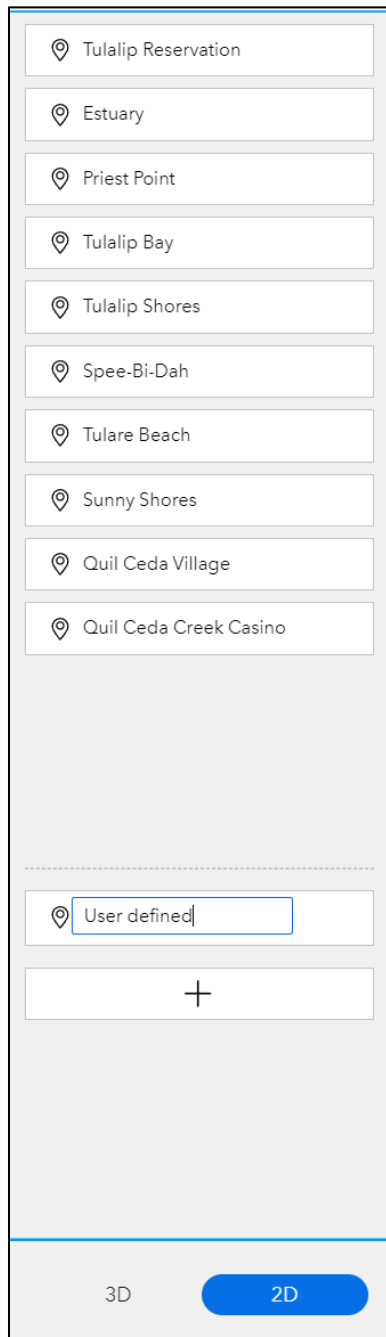 Tulalip Reservation
Estuary
Priest Point
Tulalip Bay
Tulalip Shores
Spee-Bi-Dah
Tulare Beach
Sunny Shores
Quil Ceda Village
Quil Ceda Creek Casino
User defined
+
3D 2D